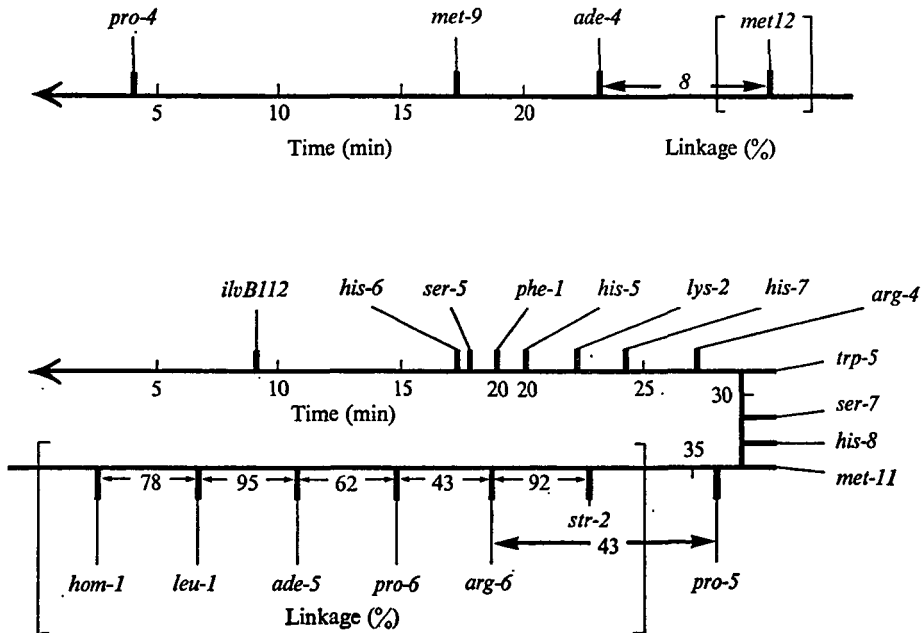 pro-4 met-9 ade-4 met12
8
5 10 15 20
Time (min) Linkage (%)
ilvB112 his-6 ser-5 phe-1 his-5 lys-2 his-7 arg-4
trp-5
5 10 15 20 20 25 30
Time (min)
ser-7
his-8
35
met-11
78 95 62 43 92
str-2
43
hom-1 leu-1 ade-5 pro-6 arg-6 pro-5
Linkage (%)